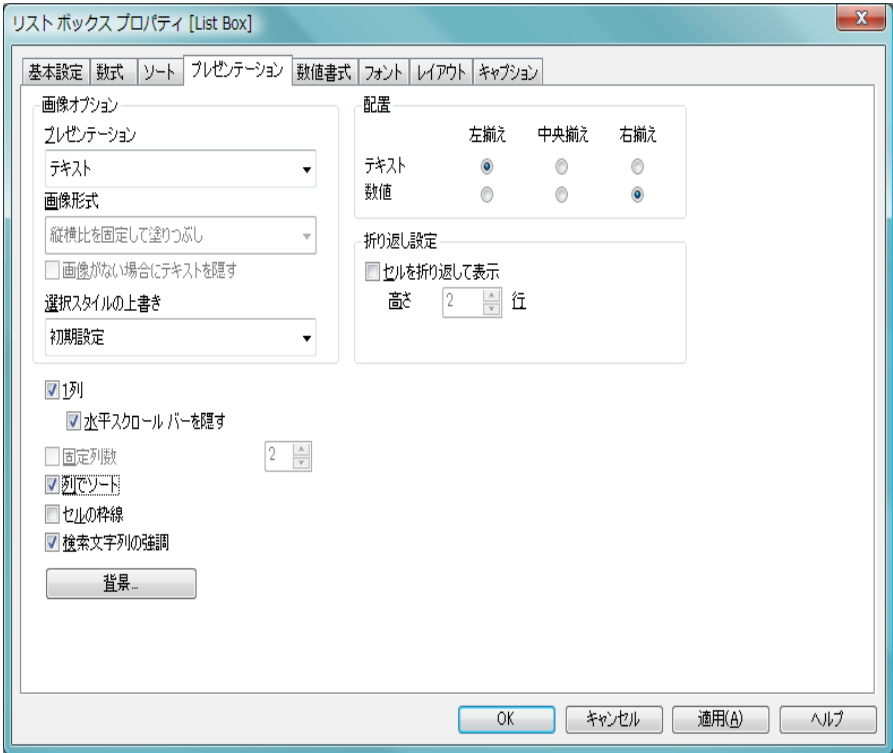 リスト ボックス プロパティ [List Box]
基本設定 数式 ソート プレゼンテーション 数値書式 フォント レイアウト キャプション
画像オプション
プレゼンテーション
テキスト
画像形式
縦横比を固定して塗りつぶし
画像がない場合にテキストを隠す
選択スタイルの上書き
初期設定
配置
左揃え 中央揃え 右揃え
テキスト
数値
折り返し設定
セルを折り返して表示
高さ 2 行
1列
水平スクロール バーを隠す
固定列数 2
列でソート
セルの枠線
検索文字列の強調
背景...
OK キャンセル 適用(A) ヘルプ